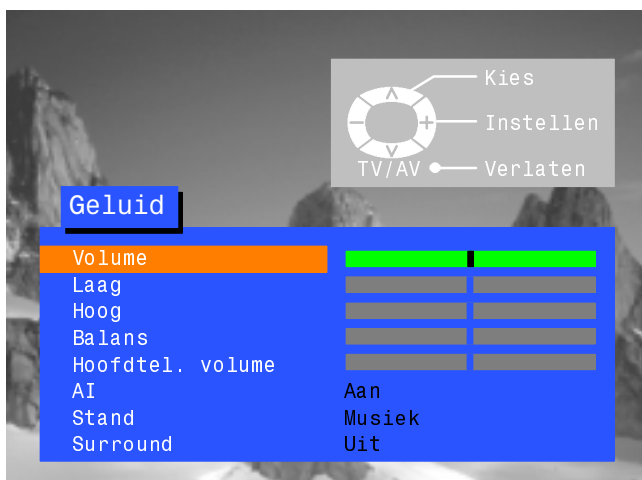 Kies
Instellen
TV/AV Verlaten
Geluid
Volume
Laag
Hoog
Balans
Hoofdtel. volume
AI Aan
Stand Musiek
Surround Uit